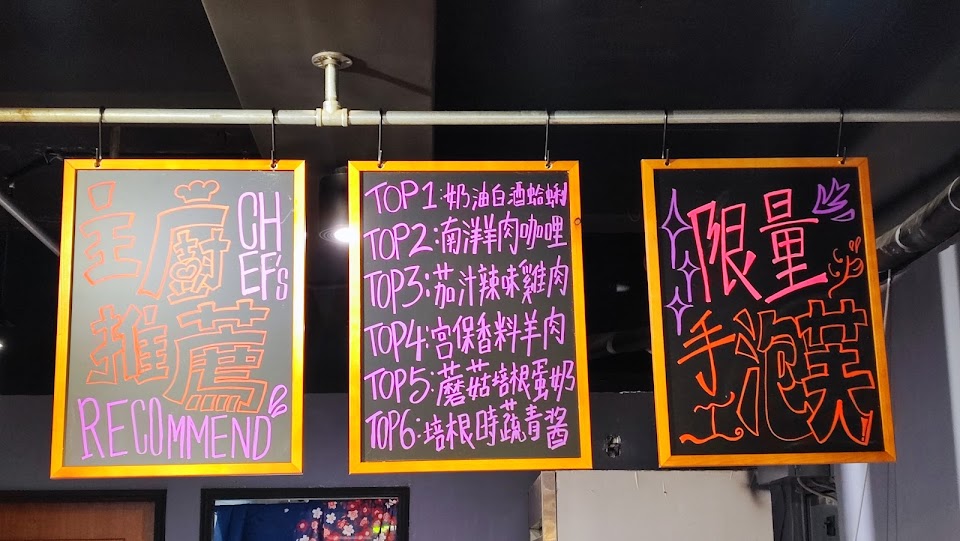 主廚
CHEF's
推薦
RECOMMEND
TOP1:奶油白酒蛤蜊
TOP2:南洋羊肉咖哩
TOP3:茄汁辣味雞肉
TOP4:宮保香料羊肉
TOP5:蘑菇培根蛋奶
TOP6:培根時蔬青醬
限量
手工泡芙